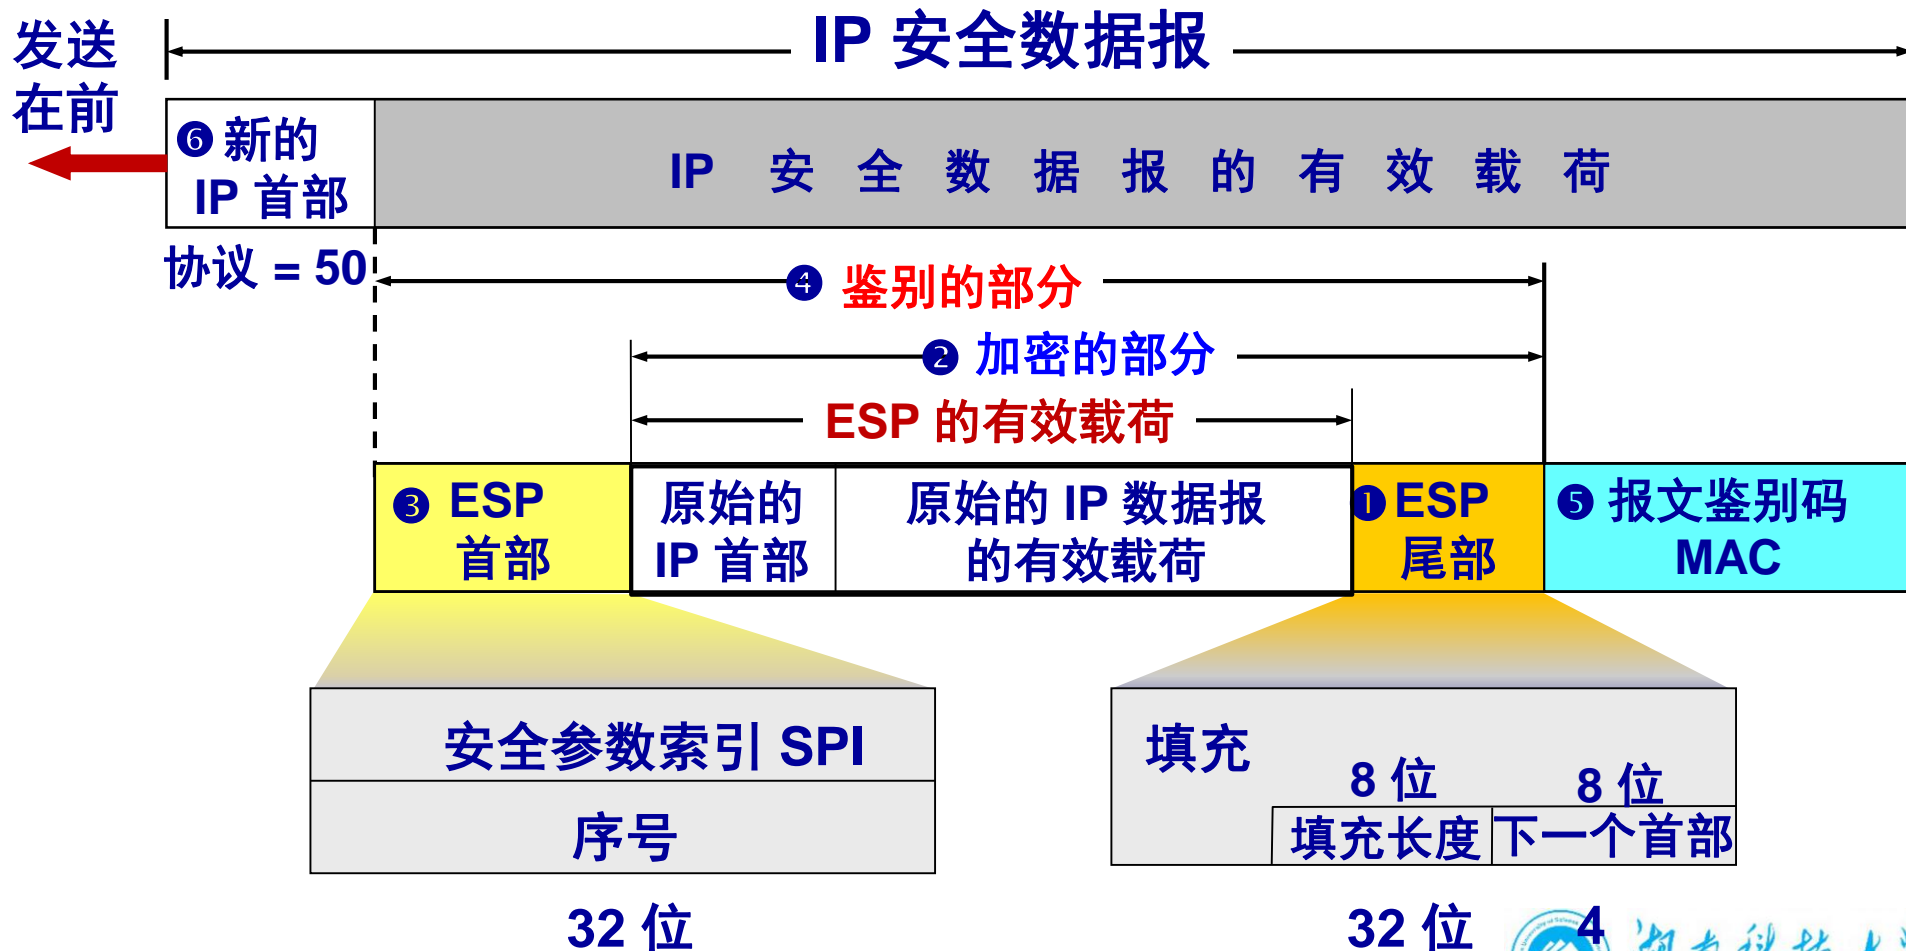 发送
在前
IP 安全数据报
❻ 新的
IP 首部
IP 安 全 数 据 报 的 有 效 载 荷
协议 = 50
❹ 鉴别的部分
❷ 加密的部分
ESP 的有效载荷
❸ ESP
首部
原始的
IP 首部
原始的 IP 数据报
的有效载荷
❶ ESP
尾部
❺ 报文鉴别码
MAC
安全参数索引 SPI
序号
32 位
填充
8 位
8 位
填充长度
下一个首部
32 位
4